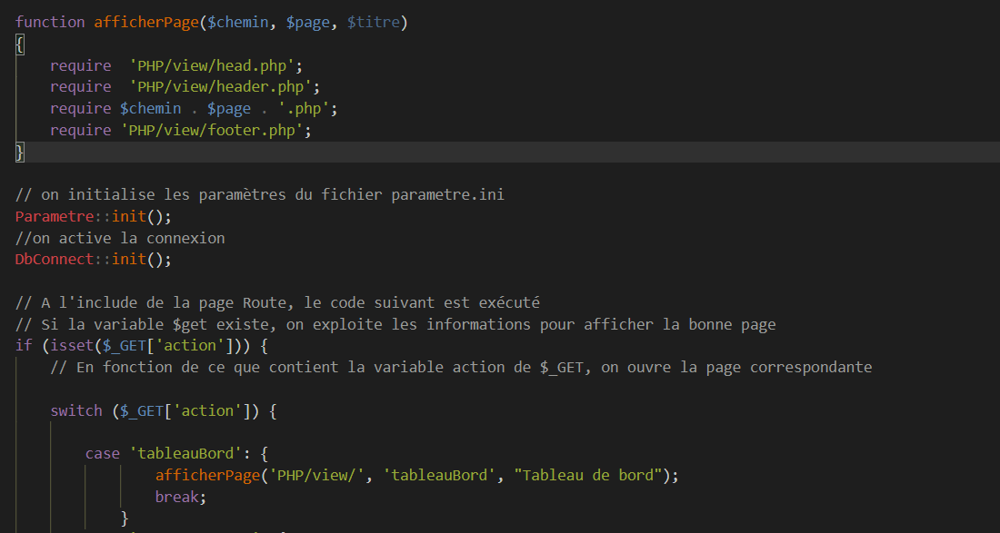 function afficherPage($chemin, $page, $titre)
{
    require  'PHP/view/head.php';
    require  'PHP/view/header.php';
    require $chemin . $page . '.php';
    require 'PHP/view/footer.php';
}
// on initialise les paramètres du fichier parametre.ini
Parametre::init();
//on active la connexion
DbConnect::init();
// A l'include de la page Route, le code suivant est exécuté
// Si la variable $get existe, on exploite les informations pour afficher la bonne page
if (isset($_GET['action'])) {
    // En fonction de ce que contient la variable action de $_GET, on ouvre la page correspondante
    switch ($_GET['action']) {
        case 'tableauBord': {
                afficherPage('PHP/view/', 'tableauBord', "Tableau de bord");
                break;
            }